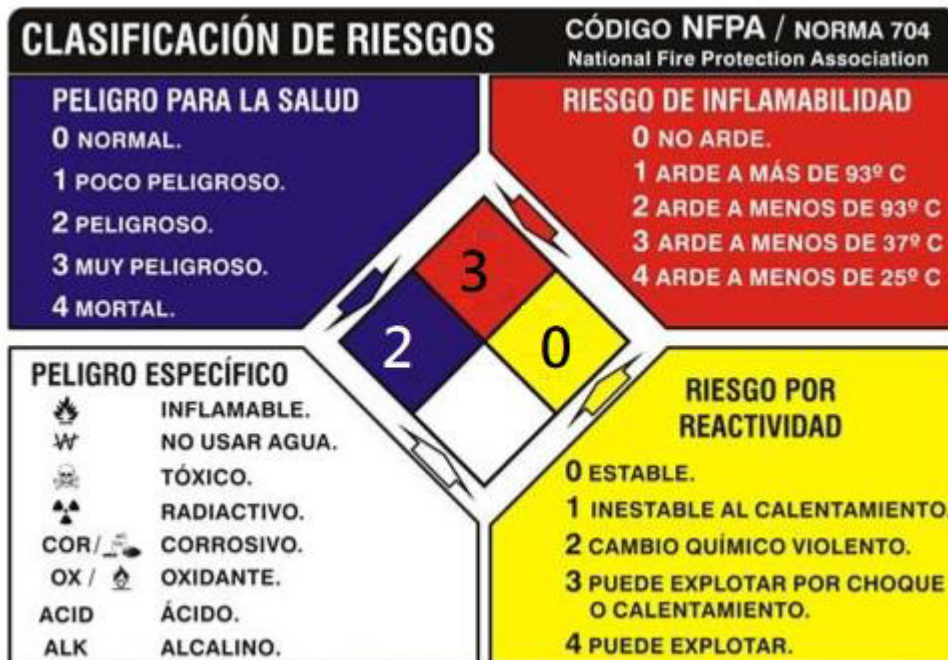 CLASIFICACIÓN DE RIESGOS
CÓDIGO NFPA / NORMA 704
National Fire Protection Association
PELIGRO PARA LA SALUD
0 NORMAL.
1 POCO PELIGROSO.
2 PELIGROSO.
3 MUY PELIGROSO.
4 MORTAL.
RIESGO DE INFLAMABILIDAD
0 NO ARDE.
1 ARDE A MÁS DE 93º C
2 ARDE A MENOS DE 93º C
3 ARDE A MENOS DE 37º C
4 ARDE A MENOS DE 25º C
3
2
0
PELIGRO ESPECÍFICO
INFLAMABLE.
W NO USAR AGUA.
TÓXICO.
RADIACTIVO.
COR/ CORROSIVO.
OX / OXIDANTE.
ACID ÁCIDO.
ALK ALCALINO.
RIESGO POR
REACTIVIDAD
0 ESTABLE.
1 INESTABLE AL CALENTAMIENTO.
2 CAMBIO QUÍMICO VIOLENTO.
3 PUEDE EXPLOTAR POR CHOQUE
O CALENTAMIENTO.
4 PUEDE EXPLOTAR.